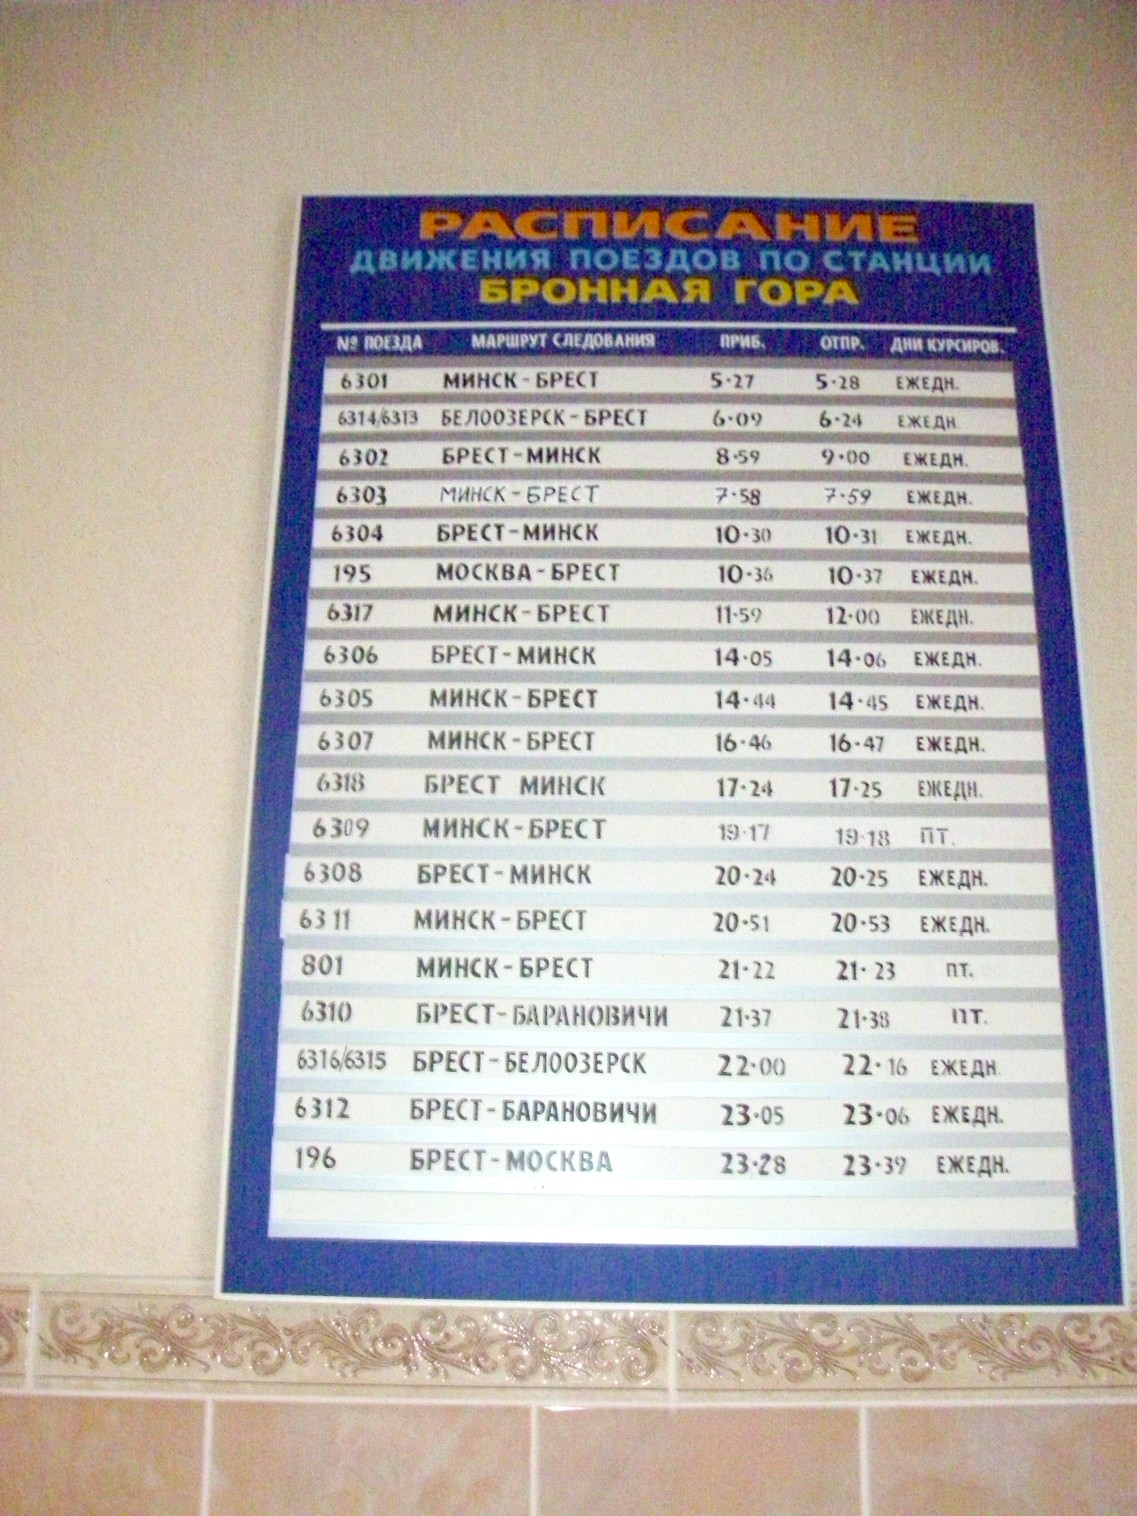 РАСПИСАНИЕ
ДВИЖЕНИЯ ПОЕЗДОВ ПО СТАНЦИИ
БРОННАЯ ГОРА
№ ПОЕЗДА МАРШРУТ СЛЕДОВАНИЯ ПРИБ. ОТПР. ДНИ КУРСИРОВ.
6301 МИНСК-БРЕСТ 5·27 5·28 ЕЖЕДН.
6314/6313 БЕЛООЗЕРСК-БРЕСТ 6·09 6·24 ЕЖЕДН.
6302 БРЕСТ-МИНСК 8·59 9·00 ЕЖЕДН.
6303 МИНСК-БРЕСТ 7·58 7·59 ЕЖЕДН.
6304 БРЕСТ-МИНСК 10·30 10·31 ЕЖЕДН.
195 МОСКВА-БРЕСТ 10·36 10·37 ЕЖЕДН.
6317 МИНСК-БРЕСТ 11·59 12·00 ЕЖЕДН.
6306 БРЕСТ-МИНСК 14·05 14·06 ЕЖЕДН.
6305 МИНСК-БРЕСТ 14·44 14·45 ЕЖЕДН.
6307 МИНСК-БРЕСТ 16·46 16·47 ЕЖЕДН.
6318 БРЕСТ МИНСК 17·24 17·25 ЕЖЕДН.
6309 МИНСК-БРЕСТ 19·17 19·18 ПТ.
6308 БРЕСТ-МИНСК 20·24 20·25 ЕЖЕДН.
6311 МИНСК-БРЕСТ 20·51 20·53 ЕЖЕДН.
801 МИНСК-БРЕСТ 21·22 21·23 ПТ.
6310 БРЕСТ-БАРАНОВИЧИ 21·37 21·38 ПТ.
6316/6315 БРЕСТ-БЕЛООЗЕРСК 22·00 22·16 ЕЖЕДН.
6312 БРЕСТ-БАРАНОВИЧИ 23·05 23·06 ЕЖЕДН.
196 БРЕСТ-МОСКВА 23·28 23·39 ЕЖЕДН.